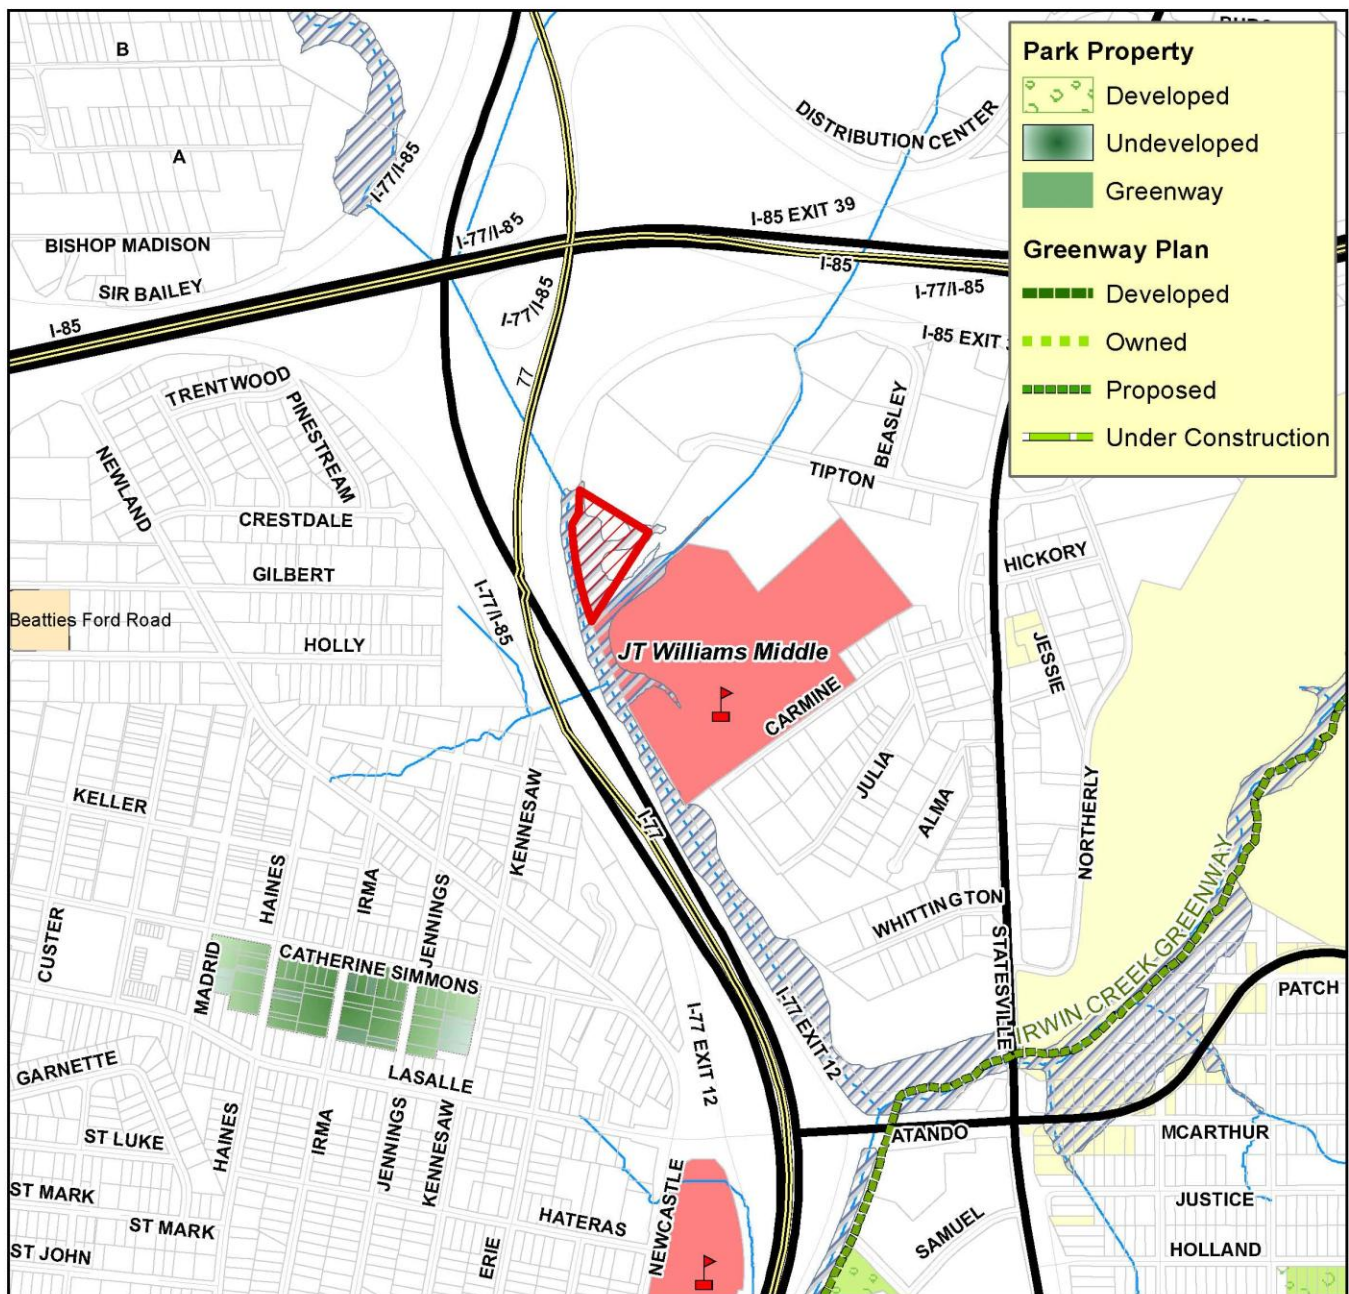 B
A
BISHOP MADISON
SIR BAILEY
I-85
I-77/I-85
I-77/I-85
I-77/I-85
77
DISTRIBUTION CENTER
I-85 EXIT 39
I-85
I-77/I-85
I-85 EXIT
Park Property
Developed
Undeveloped
Greenway
Greenway Plan
Developed
Owned
Proposed
Under Construction
TRENTWOOD
PINESTREAM
NEWLAND
CRESTDALE
GILBERT
Beatties Ford Road
HOLLY
I-77/I-85
BEASLEY
TIPTON
HICKORY
JESSIE
JT Williams Middle
CARMINE
JULIA
ALMA
NORTHERLY
KELLER
KENNESAW
I-77
HAINES
IRMA
JENNINGS
WHITTINGTON
STATESVILLE
IRWIN CREEK GREENWAY
CUSTER
MADRID
CATHERINE SIMMONS
PATCH
I-77 EXIT 12
I-77 EXIT 12
GARNETTE
LASALLE
ST LUKE
HAINES
IRMA
JENNINGS
KENNESAW
ATANDO
MCARTHUR
ST MARK
ST MARK
HATERAS
NEWCASTLE
JUSTICE
SAMUEL
HOLLAND
ST JOHN
ERIE